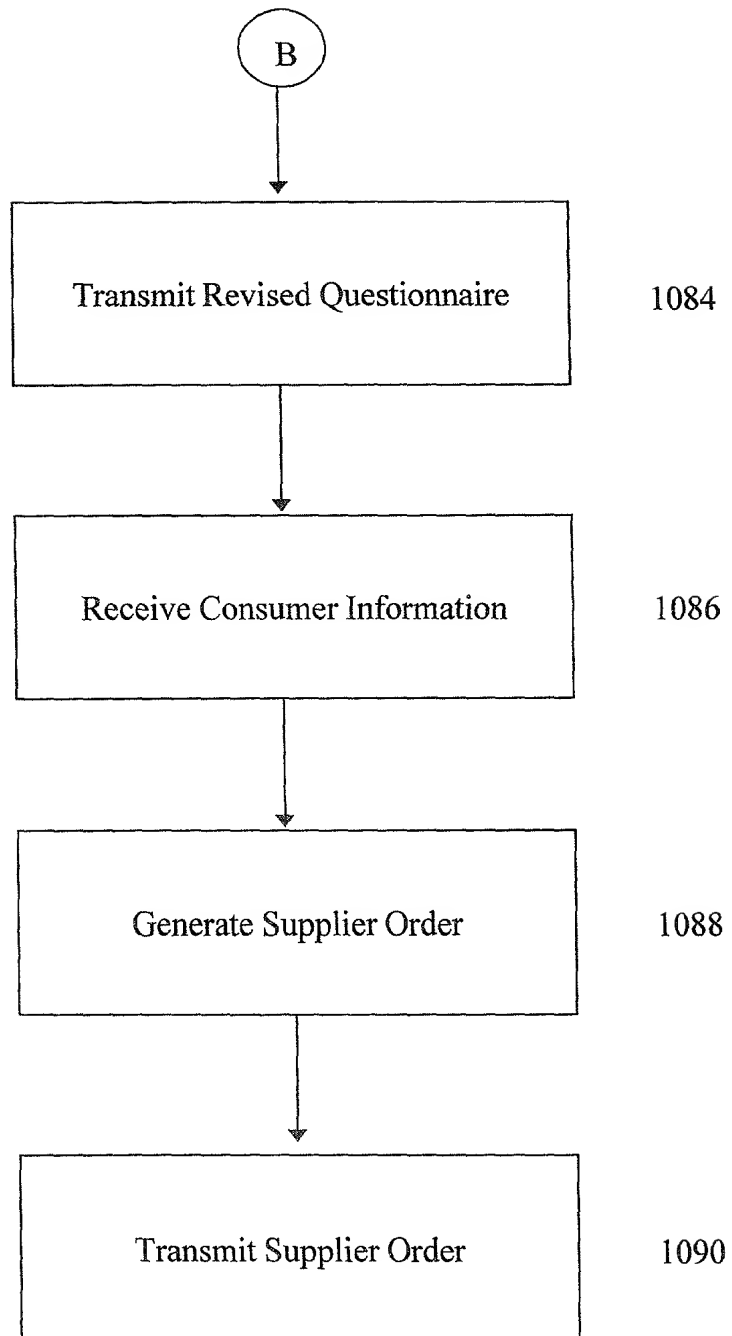 B
Transmit Revised Questionnaire 1084
Receive Consumer Information 1086
Generate Supplier Order 1088
Transmit Supplier Order 1090